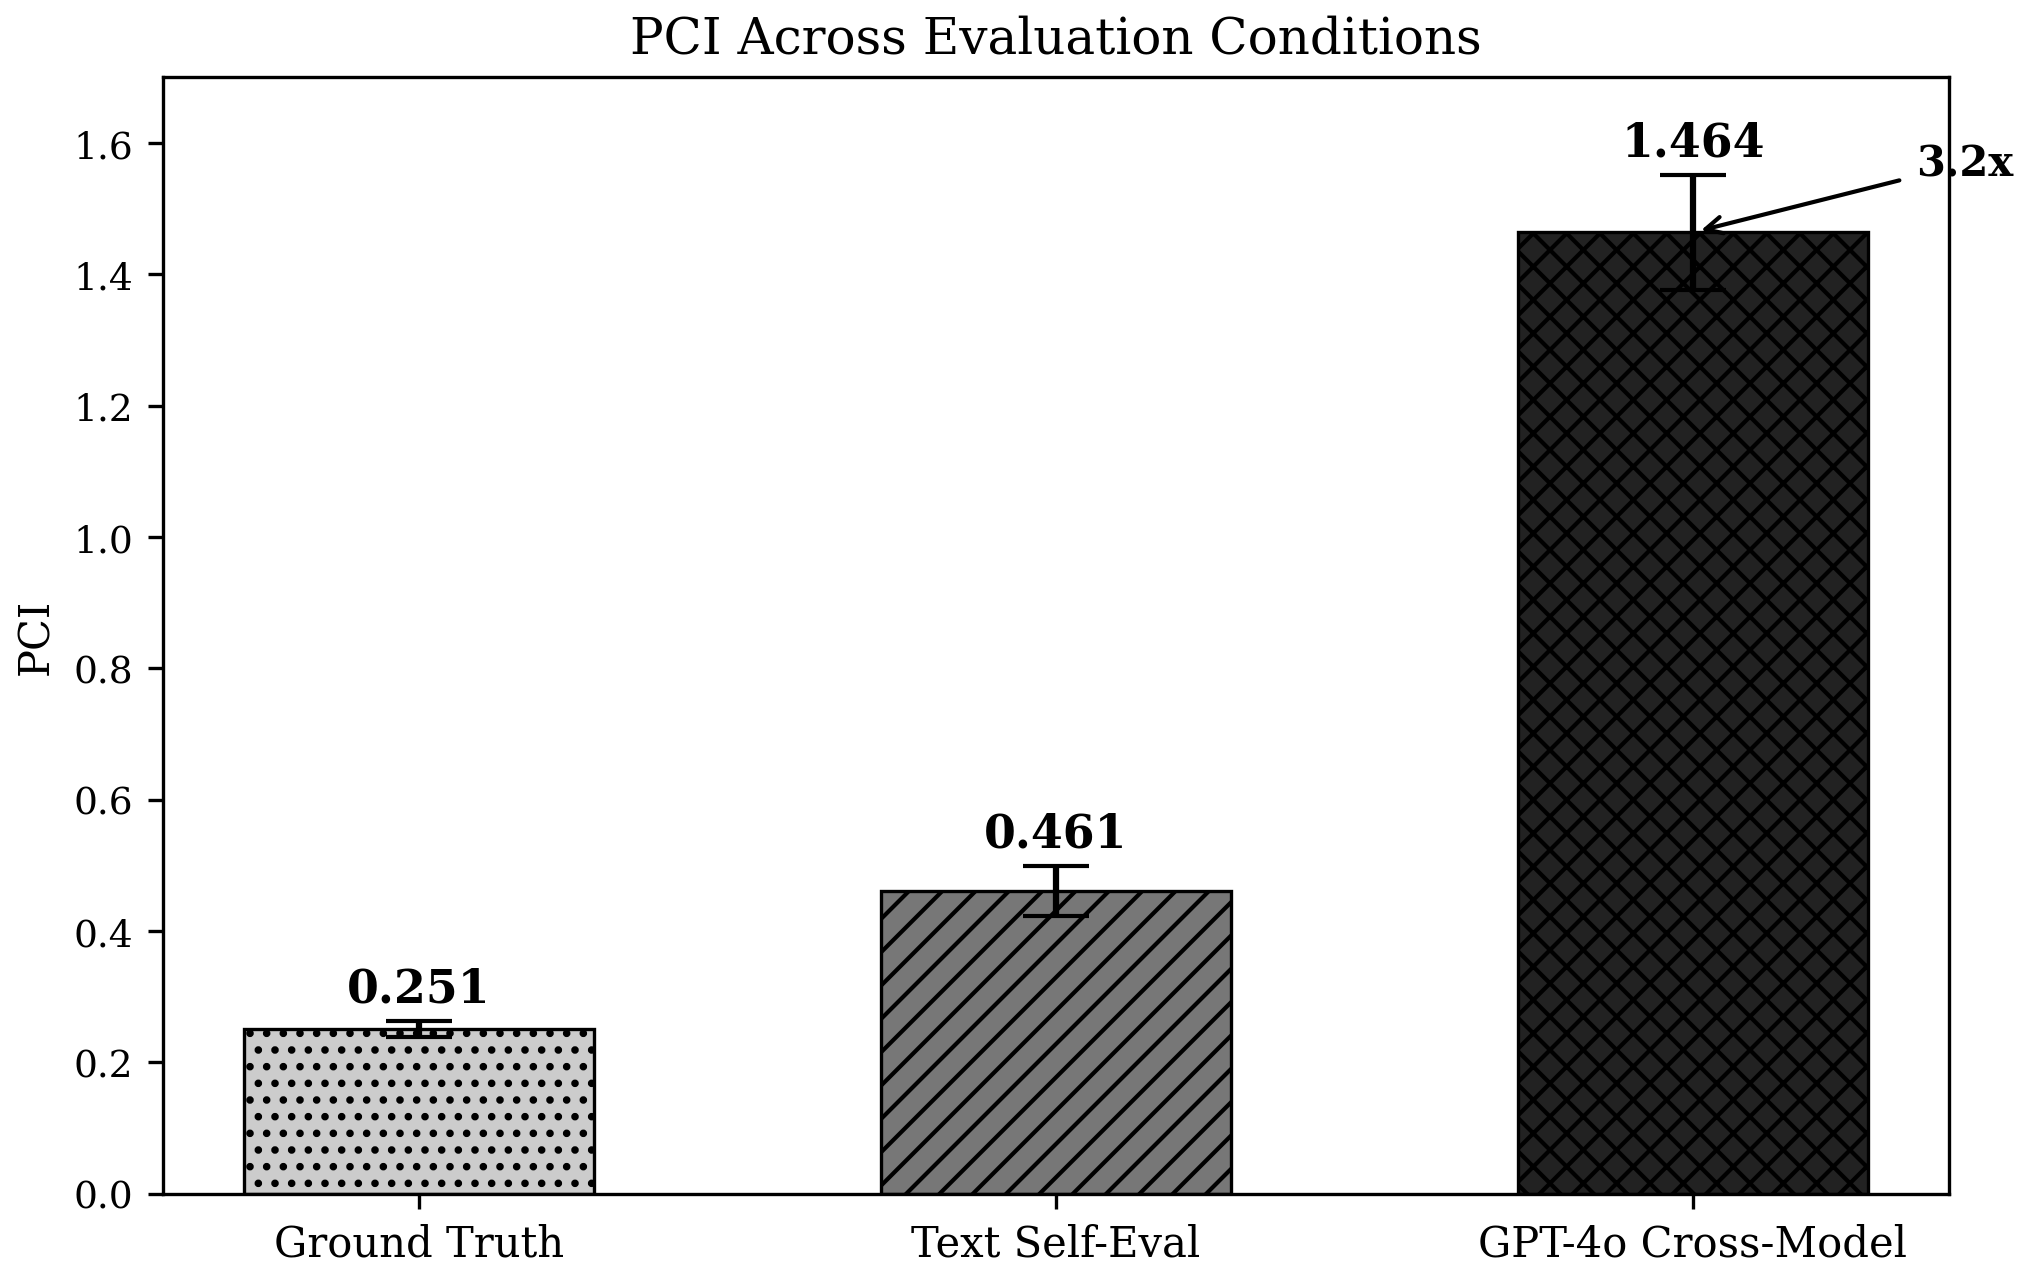 PCI Across Evaluation Conditions
1.6
1.4
1.2
1.0
0.8
0.6
0.4
0.2
0.0
PCI
0.251
0.461
1.464
3.2x
Ground Truth
Text Self-Eval
GPT-4o Cross-Model